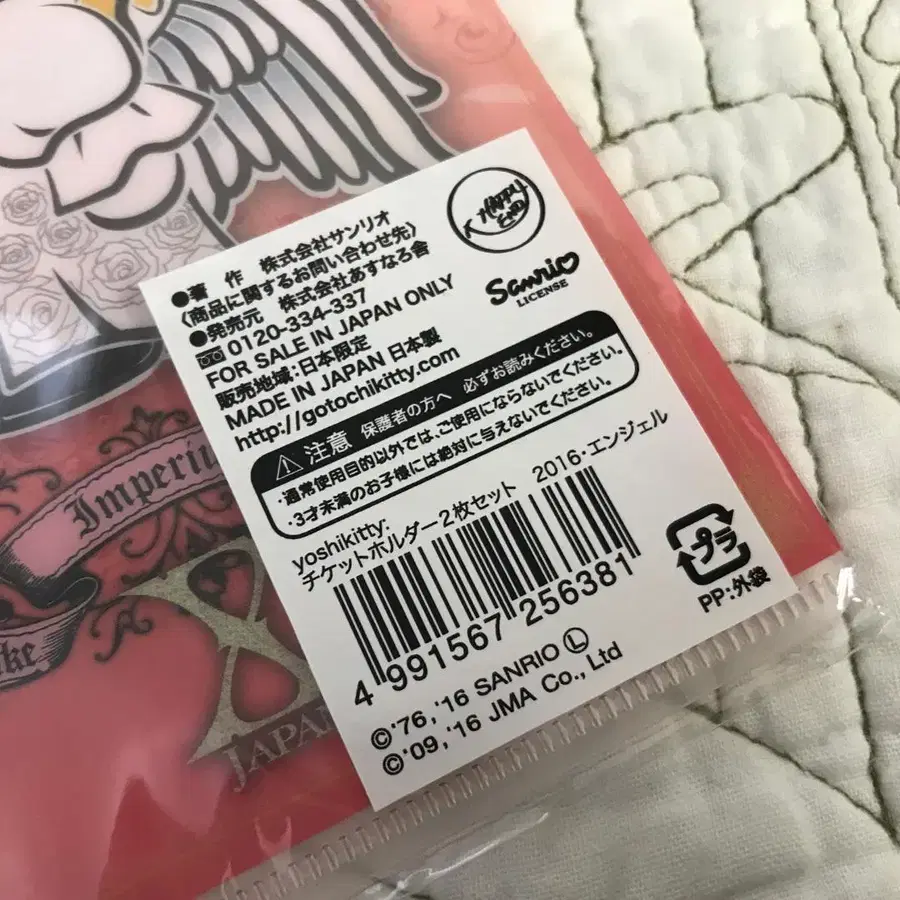 HAPPY END
●著 作 株式会社サンリオ
(商品に関するお問い合わせ先)
●発売元 株式会社あすなろ舎
0120-334-337
FOR SALE IN JAPAN ONLY
販売地域:日本限定
MADE IN JAPAN 日本製
http://gotochikitty.com
Sanrio
LICENSE
注意 保護者の方へ 必ずお読みください。
・通常使用目的以外では、ご使用にならないでください。
・3才未満のお子様には絶対に与えないでください。
yoshikitty:
チケットホルダー2枚セット 2016・エンジェル
4 991567 256381
プラ
PP:外袋
©'76,'16 SANRIO Ⓛ
©'09,'16 JMA Co., Ltd
X
JAPAN